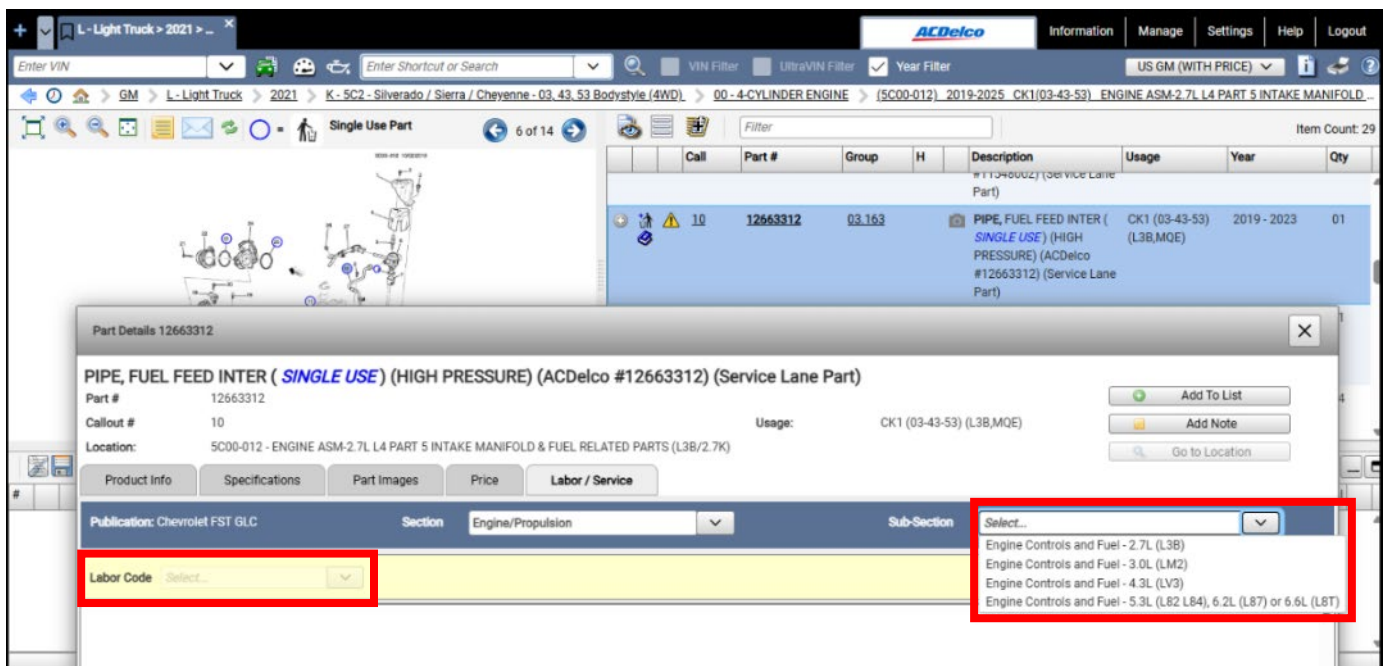 L - Light Truck > 2021 > ...
ACDelco
Information
Manage
Settings
Help
Logout
Enter VIN
Enter Shortcut or Search
VIN Filter
UltraVIN Filter
Year Filter
US GM (WITH PRICE)
GM > L - Light Truck > 2021 > K - 5C2 - Silverado / Sierra / Cheyenne - 03, 43, 53 Bodystyle (4WD) > 00 - 4-CYLINDER ENGINE > (5C00-012) 2019-2025 CK1(03-43-53) ENGINE ASM-2.7L L4 PART 5 INTAKE MANIFOLD ...
Single Use Part
6 of 14
Filter
Item Count: 29
Call Part # Group H Description Usage Year Qty
#11548002) (Service Lane
Part)
10 12663312 03.163 PIPE, FUEL FEED INTER ( CK1 (03-43-53) 2019 - 2023 01
SINGLE USE ) (HIGH (L3B,MQE)
PRESSURE) (ACDelco
#12663312) (Service Lane
Part)
Part Details 12663312
PIPE, FUEL FEED INTER ( SINGLE USE ) (HIGH PRESSURE) (ACDelco #12663312) (Service Lane Part)
Part # 12663312
Add To List
Callout # 10
Usage: CK1 (03-43-53) (L3B,MQE)
Add Note
Location: 5C00-012 - ENGINE ASM-2.7L L4 PART 5 INTAKE MANIFOLD & FUEL RELATED PARTS (L3B/2.7K)
Go to Location
Product Info
Specifications
Part Images
Price
Labor / Service
#
Publication: Chevrolet FST GLC
Section Engine/Propulsion
Sub-Section Select...
Engine Controls and Fuel - 2.7L (L3B)
Engine Controls and Fuel - 3.0L (LM2)
Engine Controls and Fuel - 4.3L (LV3)
Engine Controls and Fuel - 5.3L (L82 L84), 6.2L (L87) or 6.6L (L8T)
Labor Code Select...